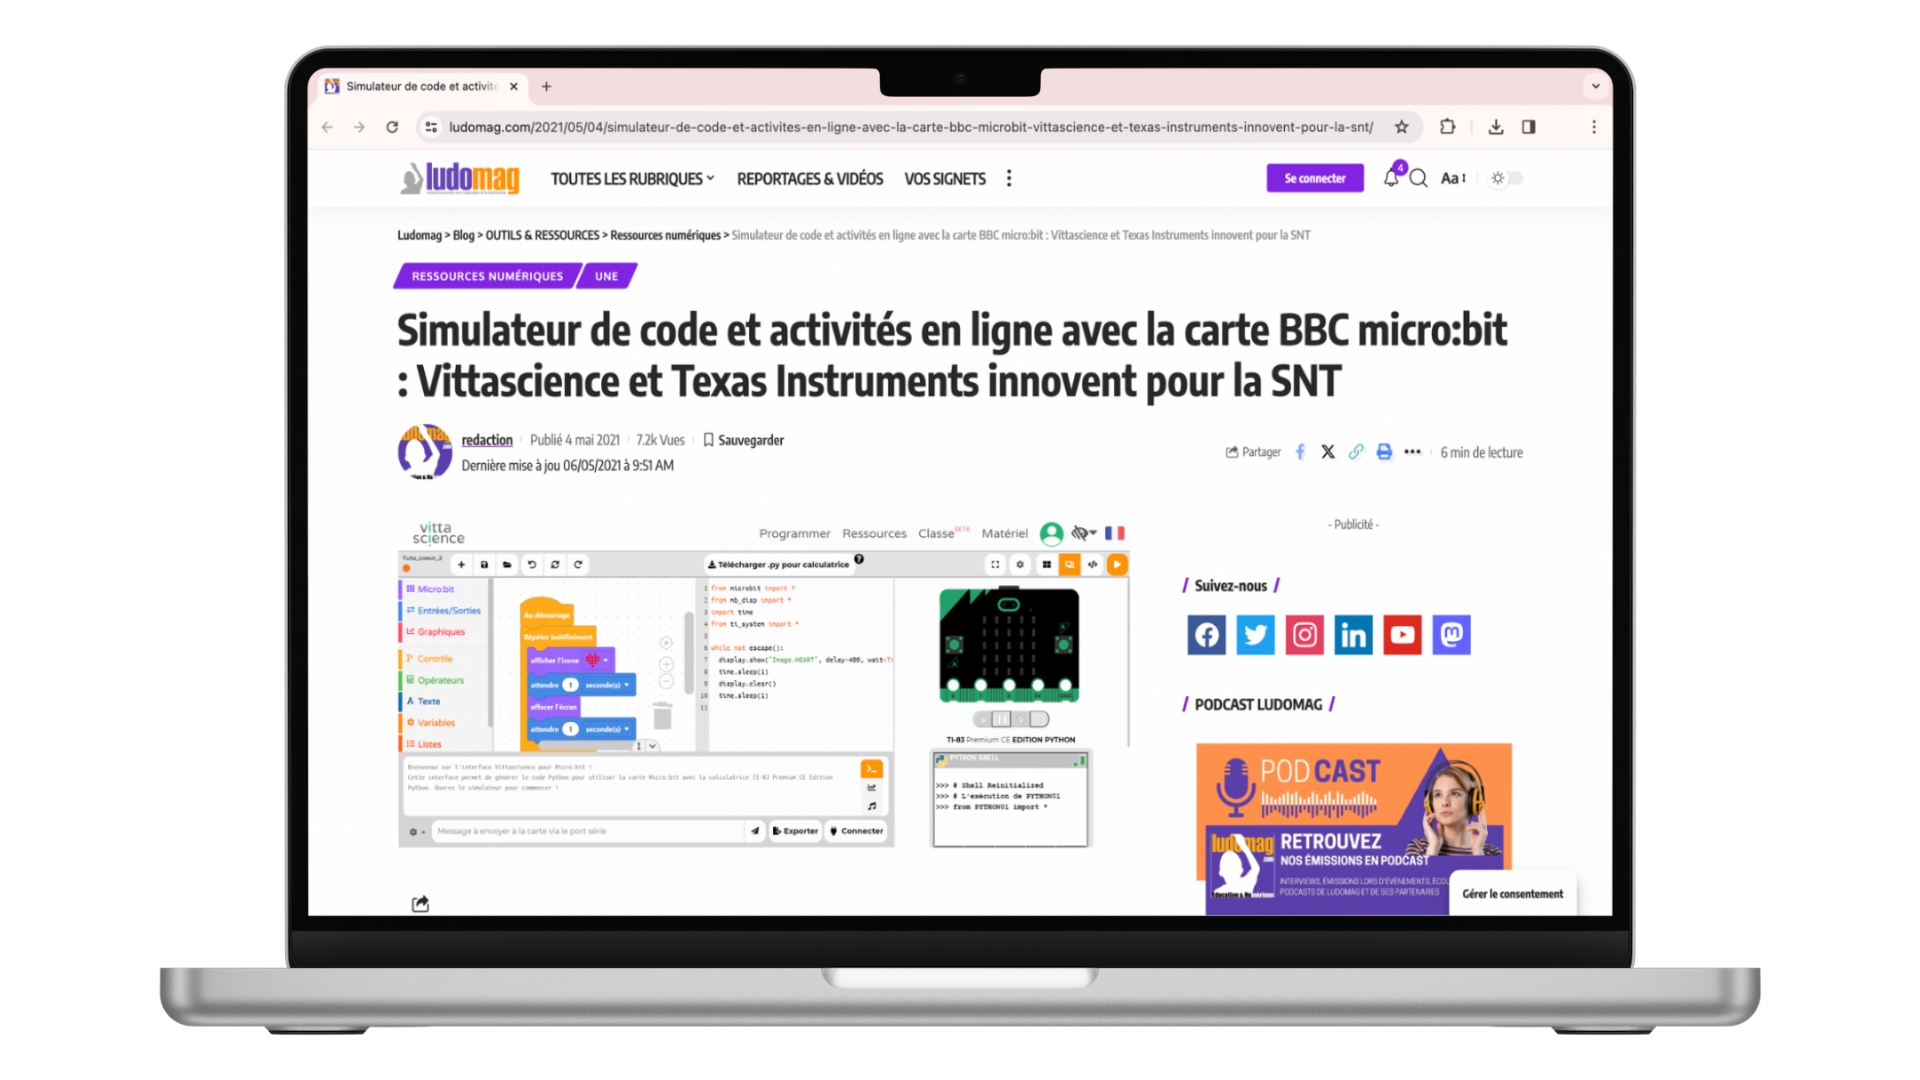 Simulateur de code et activité
ludomag.com/2021/05/04/simulateur-de-code-et-activites-en-ligne-avec-la-carte-bbc-microbit-vittascience-et-texas-instruments-innovent-pour-la-snt/
ludomag
TOUTES LES RUBRIQUES
REPORTAGES & VIDÉOS
VOS SIGNETS
Se connecter
4
Aa
Ludomag > Blog > OUTILS & RESSOURCES > Ressources numériques > Simulateur de code et activités en ligne avec la carte BBC micro:bit : Vittascience et Texas Instruments innovent pour la SNT
RESSOURCES NUMÉRIQUES
UNE
Simulateur de code et activités en ligne avec la carte BBC micro:bit
: Vittascience et Texas Instruments innovent pour la SNT
redaction
Publié 4 mai 2021
7.2k Vues
Sauvegarder
Dernière mise à jou 06/05/2021 à 9:51 AM
Partager
6 min de lecture
vitta
science
Programmer
Ressources
Classe BETA
Matériel
Tuto_coeur_2
Télécharger .py pour calculatrice
Micro:bit
Entrées/Sorties
Graphiques
Contrôle
Opérateurs
Texte
Variables
Listes
Au démarrage
Répéter indéfiniment
afficher l'icone
attendre 1 seconde(s)
effacer l'écran
attendre 1 seconde(s)
1 from microbit import *
2 from mb_disp import *
3 import time
4 from ti_system import *
5
6 while not escape():
7 display.show("Image.HEART", delay=400, wait=Tr
8 time.sleep(1)
9 display.clear()
10 time.sleep(1)
11
TI-83 Premium CE EDITION PYTHON
PYTHON SHELL
>>> # Shell Reinitialized
>>> # L'exécution de PYTHON01
>>> from PYTHON01 import *
Bienvenue sur l'interface Vittascience pour Micro:bit !
Cette interface permet de générer le code Python pour utiliser la carte Micro:bit avec la calculatrice TI-83 Premium CE Edition
Python. Ouvrez le simulateur pour commencer !
Message à envoyer à la carte via le port série
Exporter
Connecter
- Publicité -
/ Suivez-nous /
/ PODCAST LUDOMAG /
PODCAST
ludomag
.com
Education & Numérique
RETROUVEZ
NOS ÉMISSIONS EN PODCAST
INTERVIEWS, ÉMISSIONS LORS D'ÉVÉNEMENTS, ÉCOU
PODCASTS DE LUDOMAG ET DE SES PARTENAIRES
Gérer le consentement